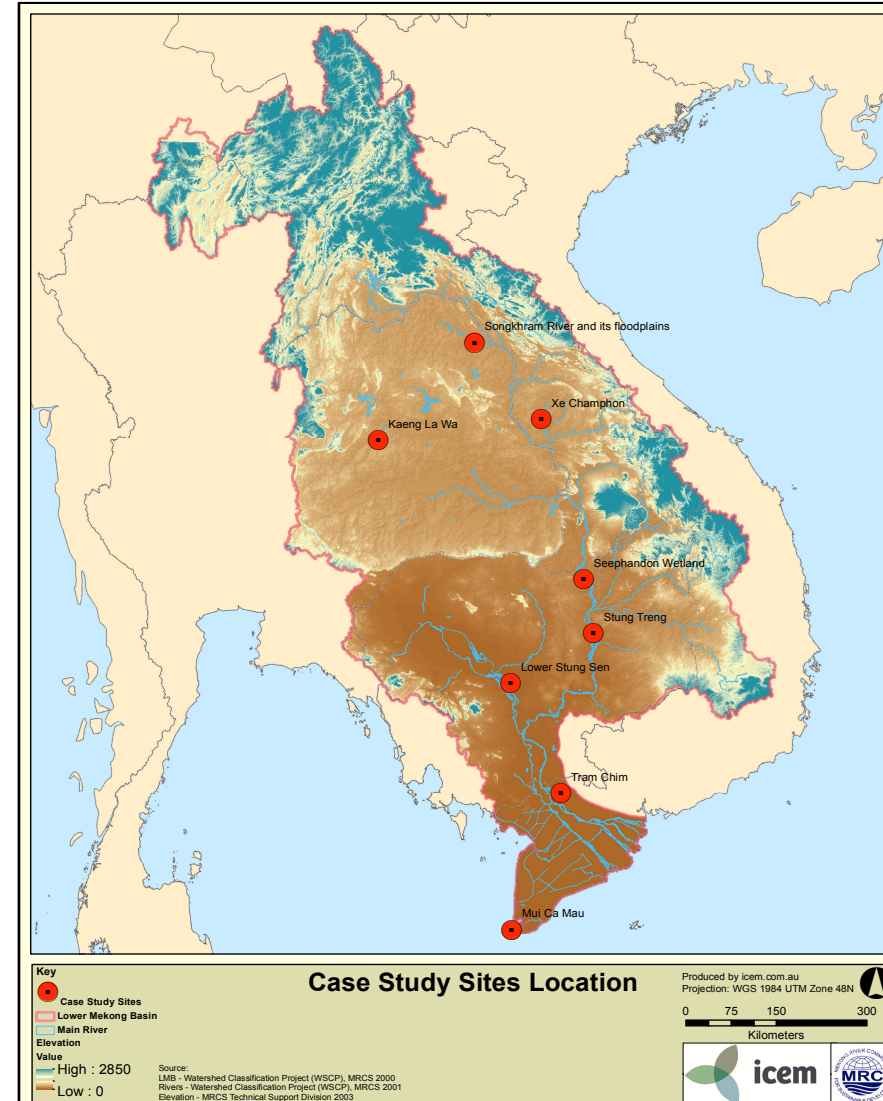 Songkhram River and its floodplains
Xe Champhon
Kaeng La Wa
Seephandon Wetland
Stung Treng
Lower Stung Sen
Tram Chim
Mui Ca Mau
Key
Case Study Sites
Lower Mekong Basin
Main River
Elevation
Value
High : 2850
Low : 0
Source:
LMB - Watershed Classification Project (WSCP), MRCS 2000
Rivers - Watershed Classification Project (WSCP), MRCS 2001
Elevation - MRCS Technical Support Division 2003
Case Study Sites Location
Produced by icem.com.au
Projection: WGS 1984 UTM Zone 48N
0 75 150 300
Kilometers
icem
MRC